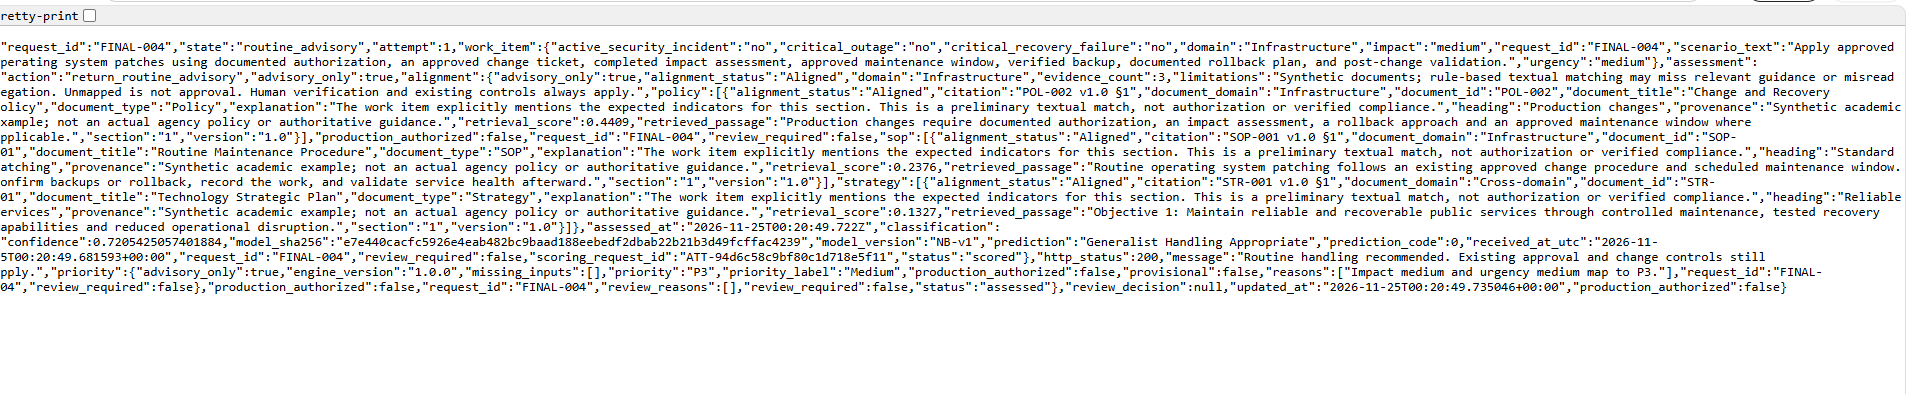 retty-print
"request_id":"FINAL-004","state":"routine_advisory","attempt":1,"work_item":{"active_security_incident":"no","critical_outage":"no","critical_recovery_failure":"no","domain":"Infrastructure","impact":"medium","request_id":"FINAL-004","scenario_text":"Apply approved
perating system patches using documented authorization, an approved change ticket, completed impact assessment, approved maintenance window, verified backup, documented rollback plan, and post-change validation.","urgency":"medium"},"assessment":
"action":"return_routine_advisory","advisory_only":true,"alignment":{"advisory_only":true,"alignment_status":"Aligned","domain":"Infrastructure","evidence_count":3,"limitations":"Synthetic documents; rule-based textual matching may miss relevant guidance or misread
egation. Unmapped is not approval. Human verification and existing controls always apply.","policy":[{"alignment_status":"Aligned","citation":"POL-002 v1.0 §1","document_domain":"Infrastructure","document_id":"POL-002","document_title":"Change and Recovery
olicy","document_type":"Policy","explanation":"The work item explicitly mentions the expected indicators for this section. This is a preliminary textual match, not authorization or verified compliance.","heading":"Production changes","provenance":"Synthetic academic
xample; not an actual agency policy or authoritative guidance.","retrieval_score":0.4409,"retrieved_passage":"Production changes require documented authorization, an impact assessment, a rollback approach and an approved maintenance window where
pplicable.","section":"1","version":"1.0"}],"production_authorized":false,"request_id":"FINAL-004","review_required":false,"sop":[{"alignment_status":"Aligned","citation":"SOP-001 v1.0 §1","document_domain":"Infrastructure","document_id":"SOP-
01","document_title":"Routine Maintenance Procedure","document_type":"SOP","explanation":"The work item explicitly mentions the expected indicators for this section. This is a preliminary textual match, not authorization or verified compliance.","heading":"Standard
atching","provenance":"Synthetic academic example; not an actual agency policy or authoritative guidance.","retrieval_score":0.2376,"retrieved_passage":"Routine operating system patching follows an existing approved change procedure and scheduled maintenance window.
onfirm backups or rollback, record the work, and validate service health afterward.","section":"1","version":"1.0"}],"strategy":[{"alignment_status":"Aligned","citation":"STR-001 v1.0 §1","document_domain":"Cross-domain","document_id":"STR-
01","document_title":"Technology Strategic Plan","document_type":"Strategy","explanation":"The work item explicitly mentions the expected indicators for this section. This is a preliminary textual match, not authorization or verified compliance.","heading":"Reliable
ervices","provenance":"Synthetic academic example; not an actual agency policy or authoritative guidance.","retrieval_score":0.1327,"retrieved_passage":"Objective 1: Maintain reliable and recoverable public services through controlled maintenance, tested recovery
apabilities and reduced operational disruption.","section":"1","version":"1.0"}]},"assessed_at":"2026-11-25T00:20:49.722Z","classification":
"confidence":0.7205425057401884,"model_sha256":"e7e440cacfc5926e4eab482bc9baad188eebedf2dbab22b21b3d49fcffac4239","model_version":"NB-v1","prediction":"Generalist Handling Appropriate","prediction_code":0,"received_at_utc":"2026-11-
5T00:20:49.681593+00:00","request_id":"FINAL-004","review_required":false,"scoring_request_id":"ATT-94d6c58c9bf80c1d718e5f11","status":"scored"},"http_status":200,"message":"Routine handling recommended. Existing approval and change controls still
pply.","priority":{"advisory_only":true,"engine_version":"1.0.0","missing_inputs":[],"priority":"P3","priority_label":"Medium","production_authorized":false,"provisional":false,"reasons":["Impact medium and urgency medium map to P3."],"request_id":"FINAL-
04","review_required":false},"production_authorized":false,"request_id":"FINAL-004","review_reasons":[],"review_required":false,"status":"assessed"},"review_decision":null,"updated_at":"2026-11-25T00:20:49.735046+00:00","production_authorized":false}